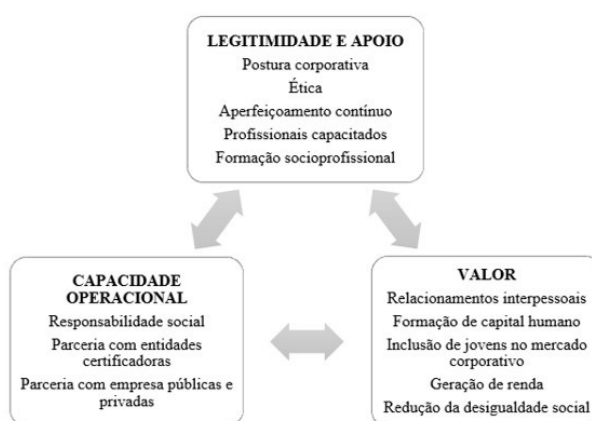 LEGITIMIDADE E APOIO
Postura corporativa
Ética
Aperfeiçoamento contínuo
Profissionais capacitados
Formação socioprofissional
CAPACIDADE
OPERACIONAL
Responsabilidade social
Parceria com entidades
certificadoras
Parceria com empresa públicas e
privadas
VALOR
Relacionamentos interpessoais
Formação de capital humano
Inclusão de jovens no mercado
corporativo
Geração de renda
Redução da desigualdade social